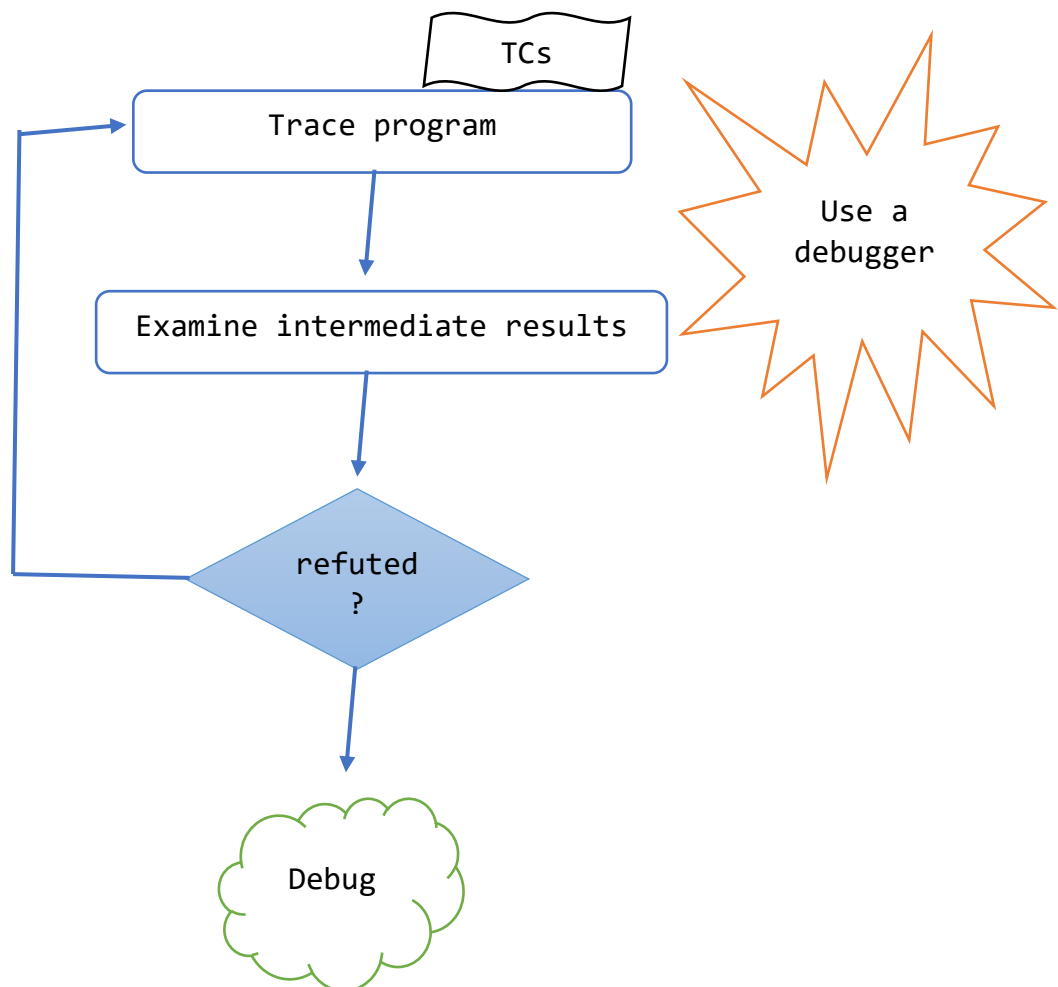 TCs
Trace program
Use a
debugger
Examine intermediate results
refuted
?
Debug